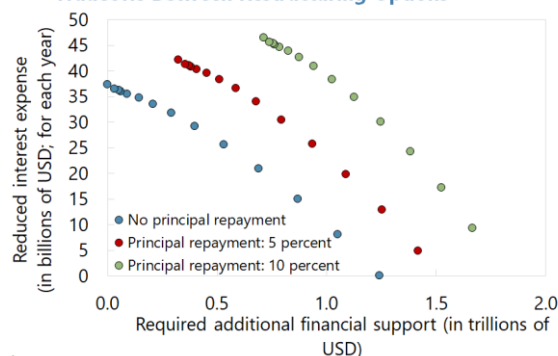 50
45
40
35
30
25
20
15
10
5
0
Reduced interest expense
(in billions of USD; for each year)
No principal repayment
Principal repayment: 5 percent
Principal repayment: 10 percent
0.0 0.5 1.0 1.5 2.0
Required additional financial support (in trillions of
USD)